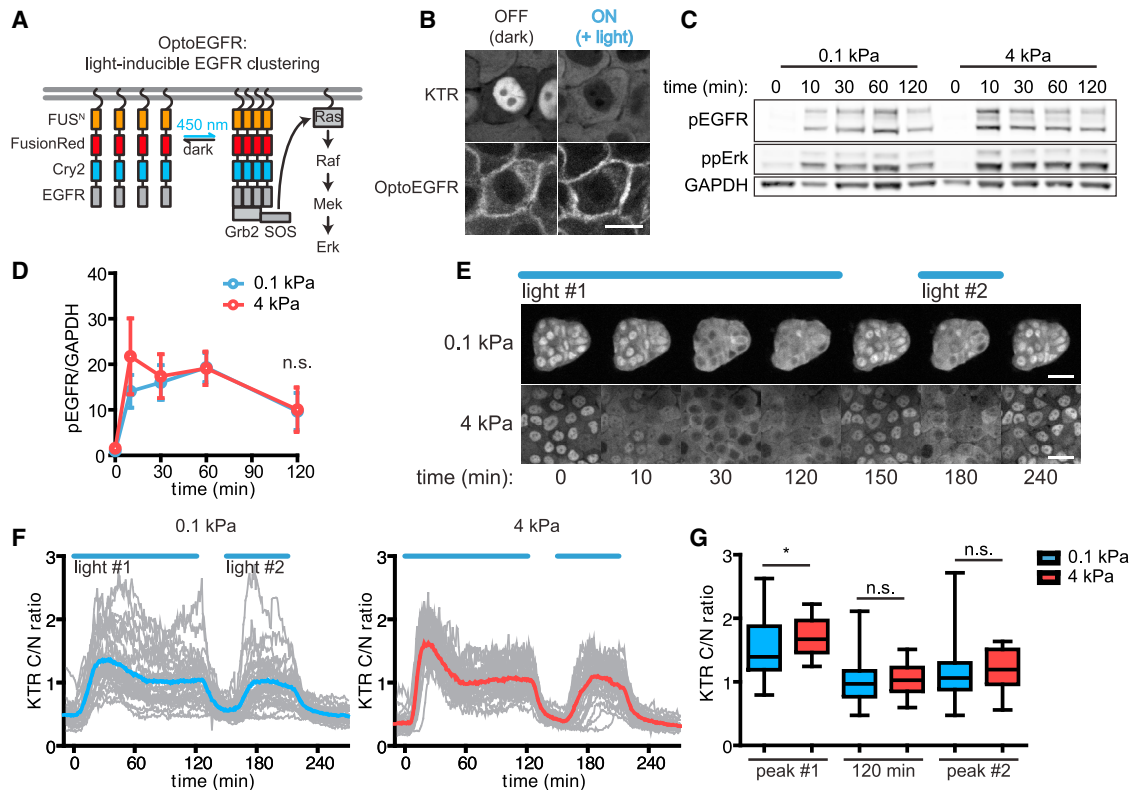 A
OptoEGFR:
light-inducible EGFR clustering
FUSᴺ
FusionRed
Cry2
EGFR
450 nm
dark
Grb2 SOS
Ras
Raf
Mek
Erk
B
OFF
(dark)
ON
(+ light)
KTR
OptoEGFR
C
0.1 kPa 4 kPa
time (min): 0 10 30 60 120 0 10 30 60 120
pEGFR
ppErk
GAPDH
D
pEGFR/GAPDH
40
30
20
10
0
0.1 kPa
4 kPa
n.s.
0 30 60 90 120
time (min)
E
light #1 light #2
0.1 kPa
4 kPa
time (min): 0 10 30 120 150 180 240
F
0.1 kPa
light #1 light #2
KTR C/N ratio
3
2
1
0
0 60 120 180 240
time (min)
4 kPa
KTR C/N ratio
3
2
1
0
0 60 120 180 240
time (min)
G
KTR C/N ratio
3
2
1
0
*
n.s.
n.s.
0.1 kPa
4 kPa
peak #1 120 min peak #2